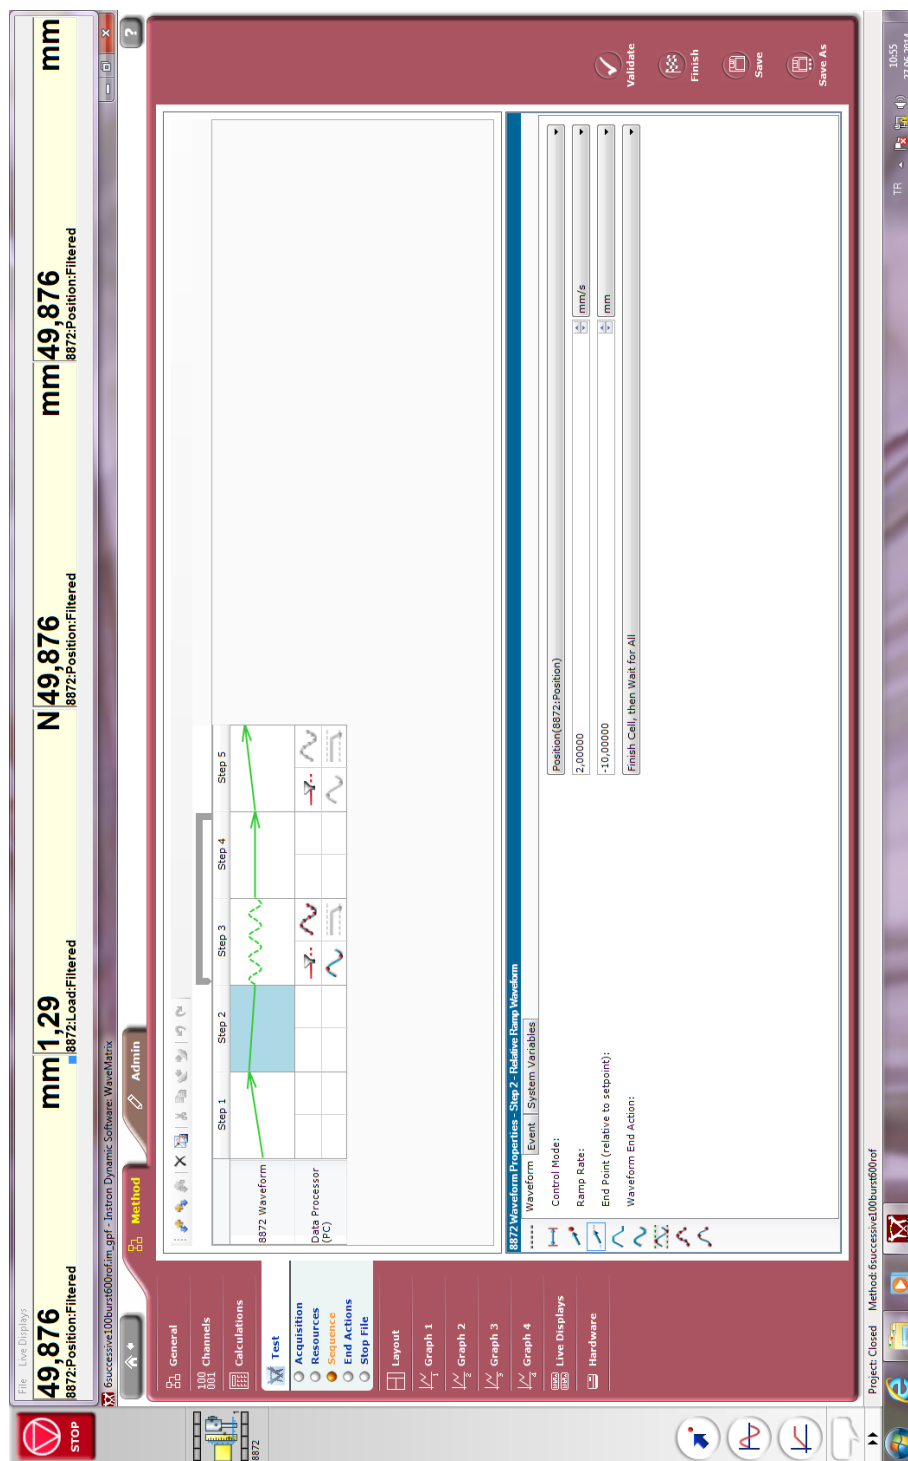 File Live Displays
49,876 mm
8872:Position:Filtered
1,29 N
8872:Load:Filtered
49,876 mm
8872:Position:Filtered
49,876 mm
8872:Position:Filtered
STOP
6successive100burst600rof.im_gpf - Instron Dynamic Software: WaveMatrix
Method
Admin
?
8872
General
Channels
Calculations
Test
Acquisition
Resources
Sequence
End Actions
Stop File
Layout
Graph 1
Graph 2
Graph 3
Graph 4
Live Displays
Hardware
Step 1 Step 2 Step 3 Step 4 Step 5
8872 Waveform
Data Processor
(PC)
8872 Waveform Properties - Step 2 - Relative Ramp Waveform
Waveform Event System Variables
Control Mode: Position(8872:Position)
Ramp Rate: 2,00000 mm/s
End Point (relative to setpoint): -10,00000 mm
Waveform End Action: Finish Cell, then Wait for All
Validate
Finish
Save
Save As
Project: Closed Method: 6successive100burst600rof
TR
10:55
27.06.2014